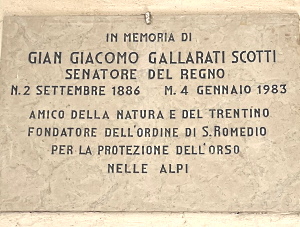 IN MEMORIA DI
GIAN GIACOMO GALLARATI SCOTTI
SENATORE DEL REGNO
N. 2 SETTEMBRE 1886 M. 4 GENNAIO 1983
AMICO DELLA NATURA E DEL TRENTINO
FONDATORE DELL'ORDINE DI S. ROMEDIO
PER LA PROTEZIONE DELL'ORSO
NELLE ALPI